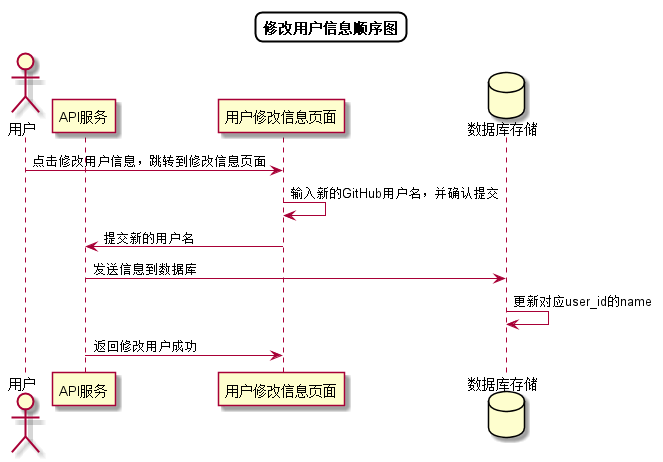 修改用户信息顺序图
用户
API服务
用户修改信息页面
数据库存储
点击修改用户信息，跳转到修改信息页面
输入新的GitHub用户名，并确认提交
提交新的用户名
发送信息到数据库
更新对应user_id的name
返回修改用户成功
用户
API服务
用户修改信息页面
数据库存储